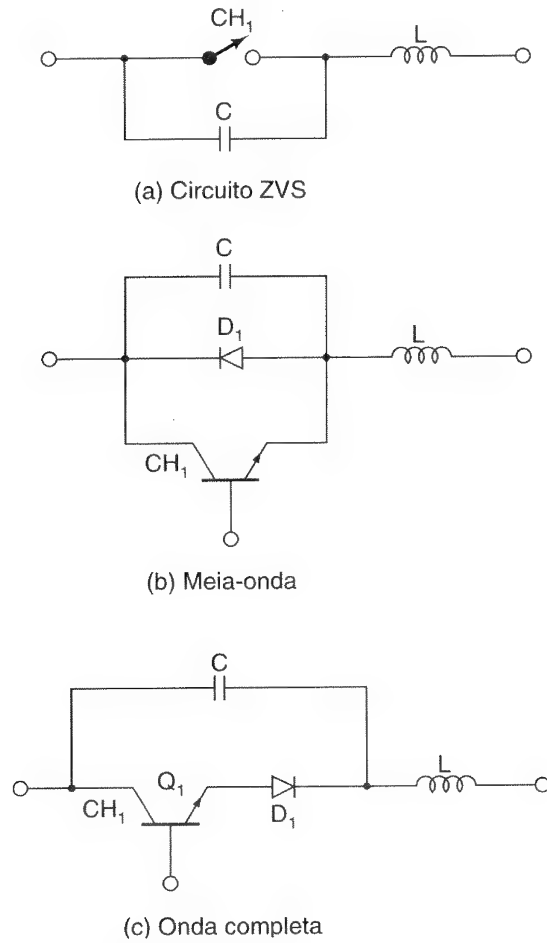 CH₁
L
C
(a) Circuito ZVS
C
D₁
L
CH₁
(b) Meia-onda
C
L
Q₁
CH₁
D₁
(c) Onda completa